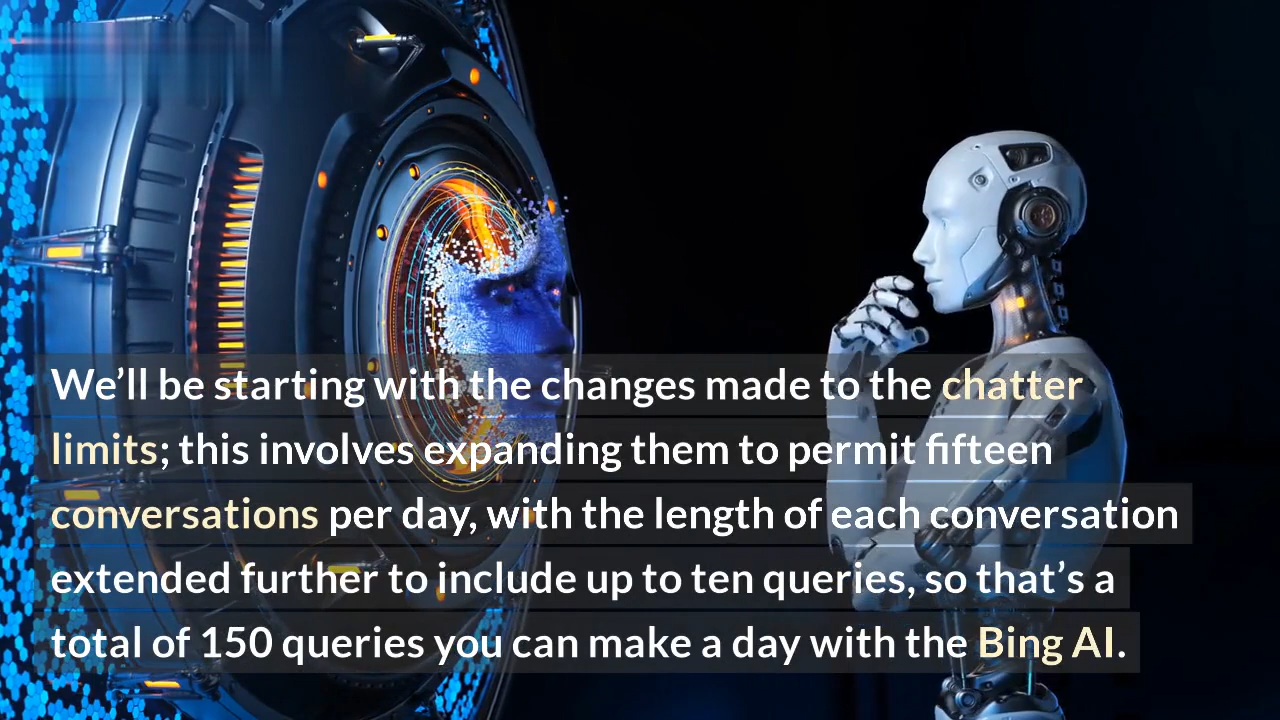 We’ll be starting with the changes made to the chatter
limits; this involves expanding them to permit fifteen
conversations per day, with the length of each conversation
extended further to include up to ten queries, so that’s a
total of 150 queries you can make a day with the Bing AI.